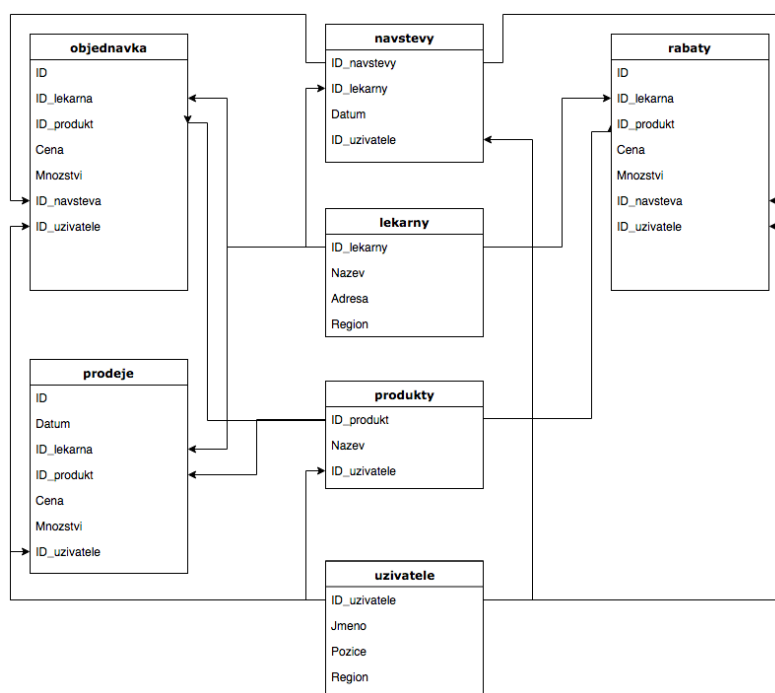 objednavka
ID
ID_lekarna
ID_produkt
Cena
Mnozstvi
ID_navsteva
ID_uzivatele
navstevy
ID_navstevy
ID_lekarny
Datum
ID_uzivatele
rabaty
ID
ID_lekarna
ID_produkt
Cena
Mnozstvi
ID_navsteva
ID_uzivatele
lekarny
ID_lekarny
Nazev
Adresa
Region
prodeje
ID
Datum
ID_lekarna
ID_produkt
Cena
Mnozstvi
ID_uzivatele
produkty
ID_produkt
Nazev
ID_uzivatele
uzivatele
ID_uzivatele
Jmeno
Pozice
Region